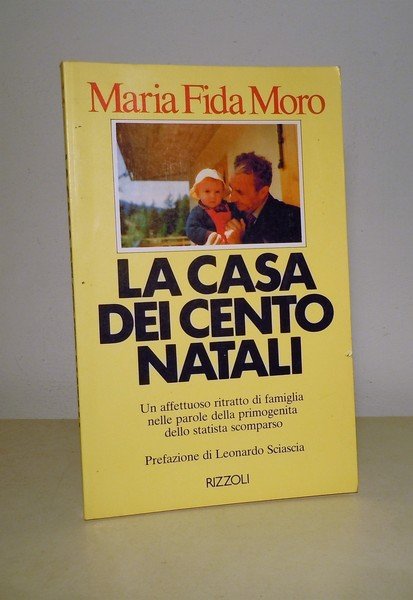 Maria Fida Moro
LA CASA
DEI CENTO
NATALI
Un affettuoso ritratto di famiglia
nelle parole della primogenita
dello statista scomparso
Prefazione di Leonardo Sciascia
RIZZOLI